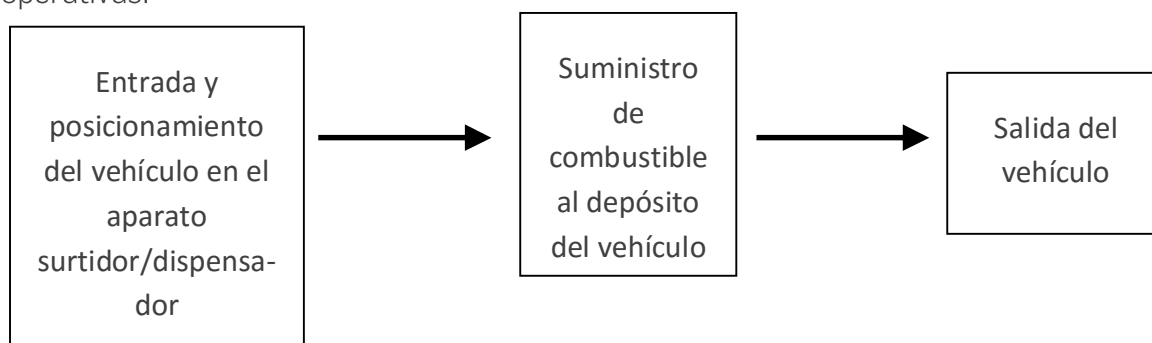 operativas.
Entrada y
posicionamiento
del vehículo en el
aparato
surtidor/dispensa-
dor
Suministro
de
combustible
al depósito
del vehículo
Salida del
vehículo